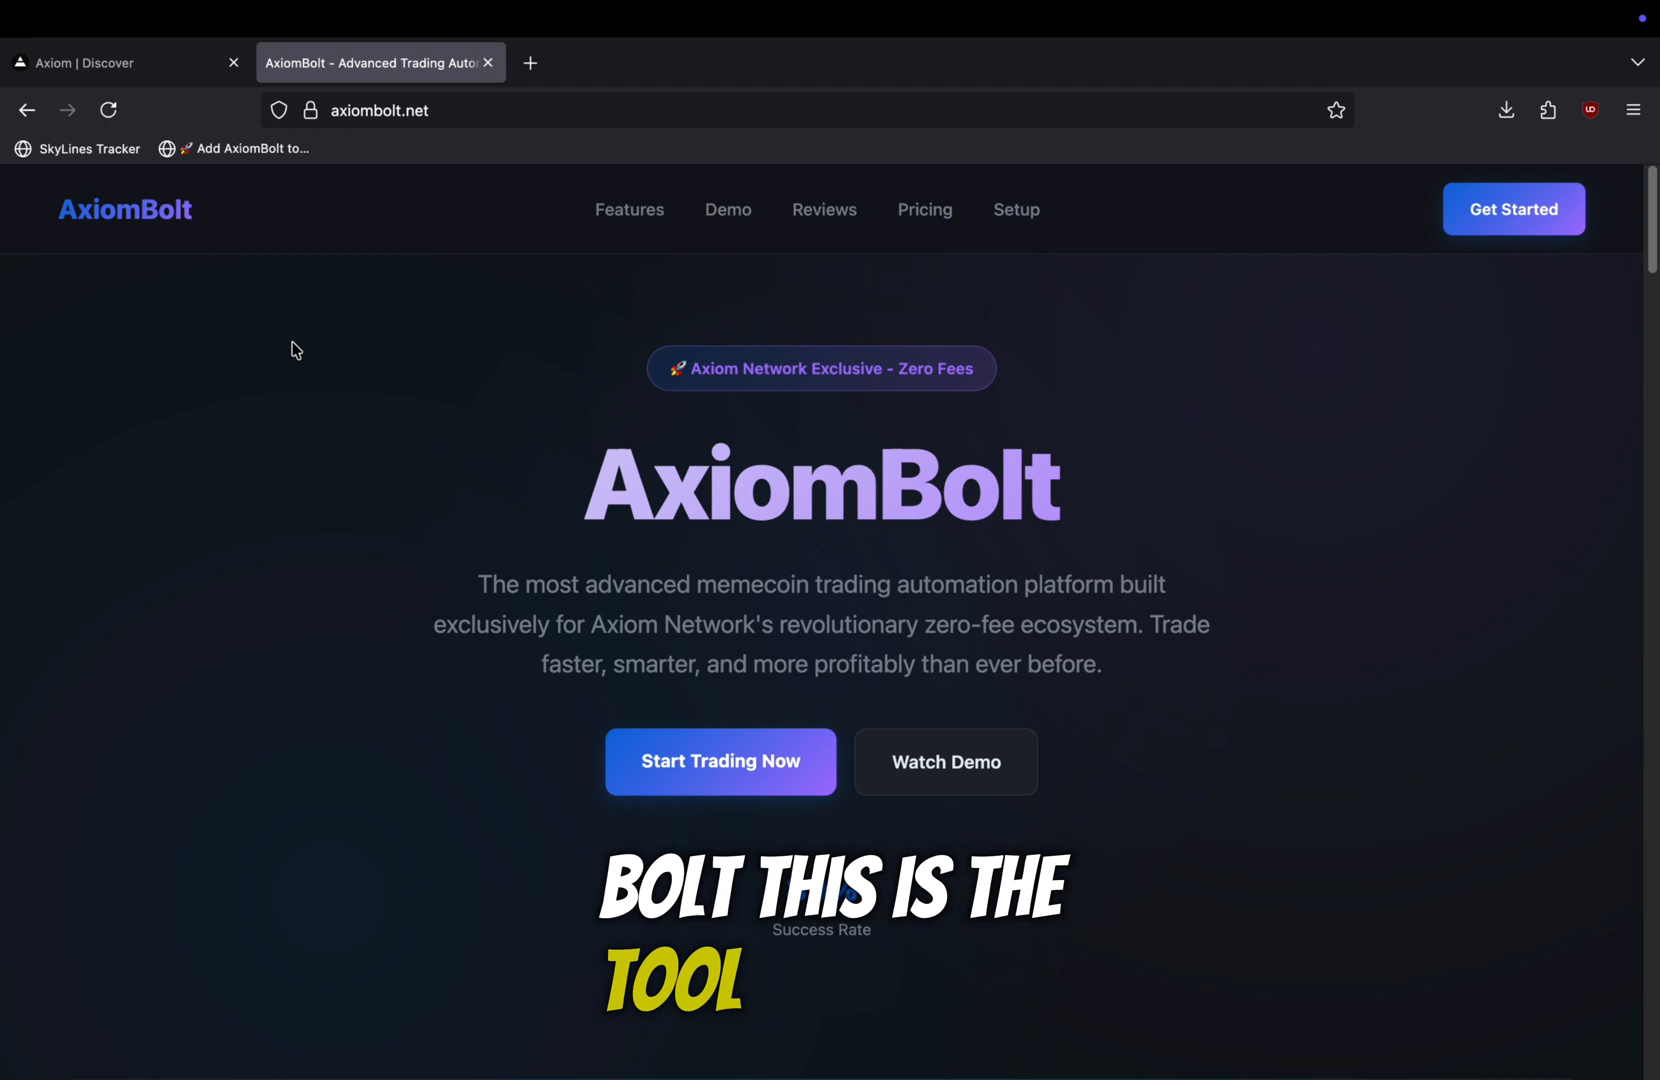 Axiom | Discover
AxiomBolt - Advanced Trading Auto
axiombolt.net
SkyLines Tracker
🚀 Add AxiomBolt to...
AxiomBolt
Features
Demo
Reviews
Pricing
Setup
Get Started
🚀 Axiom Network Exclusive - Zero Fees
AxiomBolt
The most advanced memecoin trading automation platform built
exclusively for Axiom Network's revolutionary zero-fee ecosystem. Trade
faster, smarter, and more profitably than ever before.
Start Trading Now
Watch Demo
BOLT THIS IS THE
Success Rate
TOOL